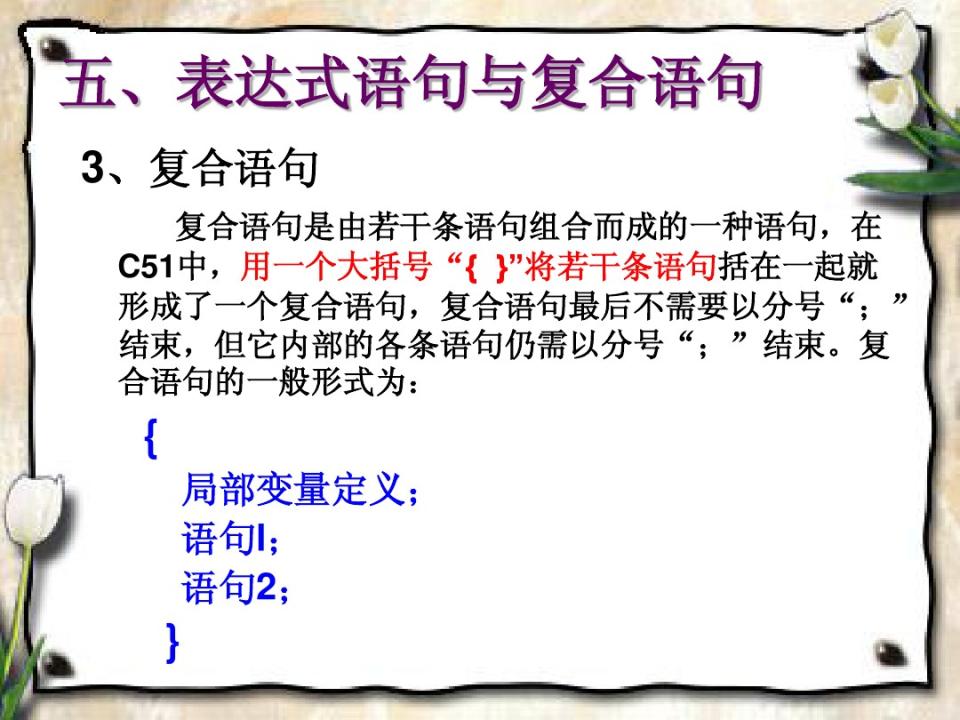 五、表达式语句与复合语句
3、复合语句
复合语句是由若干条语句组合而成的一种语句，在
C51中，用一个大括号“{ }”将若干条语句括在一起就
形成了一个复合语句，复合语句最后不需要以分号“；”
结束，但它内部的各条语句仍需以分号“；”结束。复
合语句的一般形式为：
{
局部变量定义；
语句l；
语句2；
}